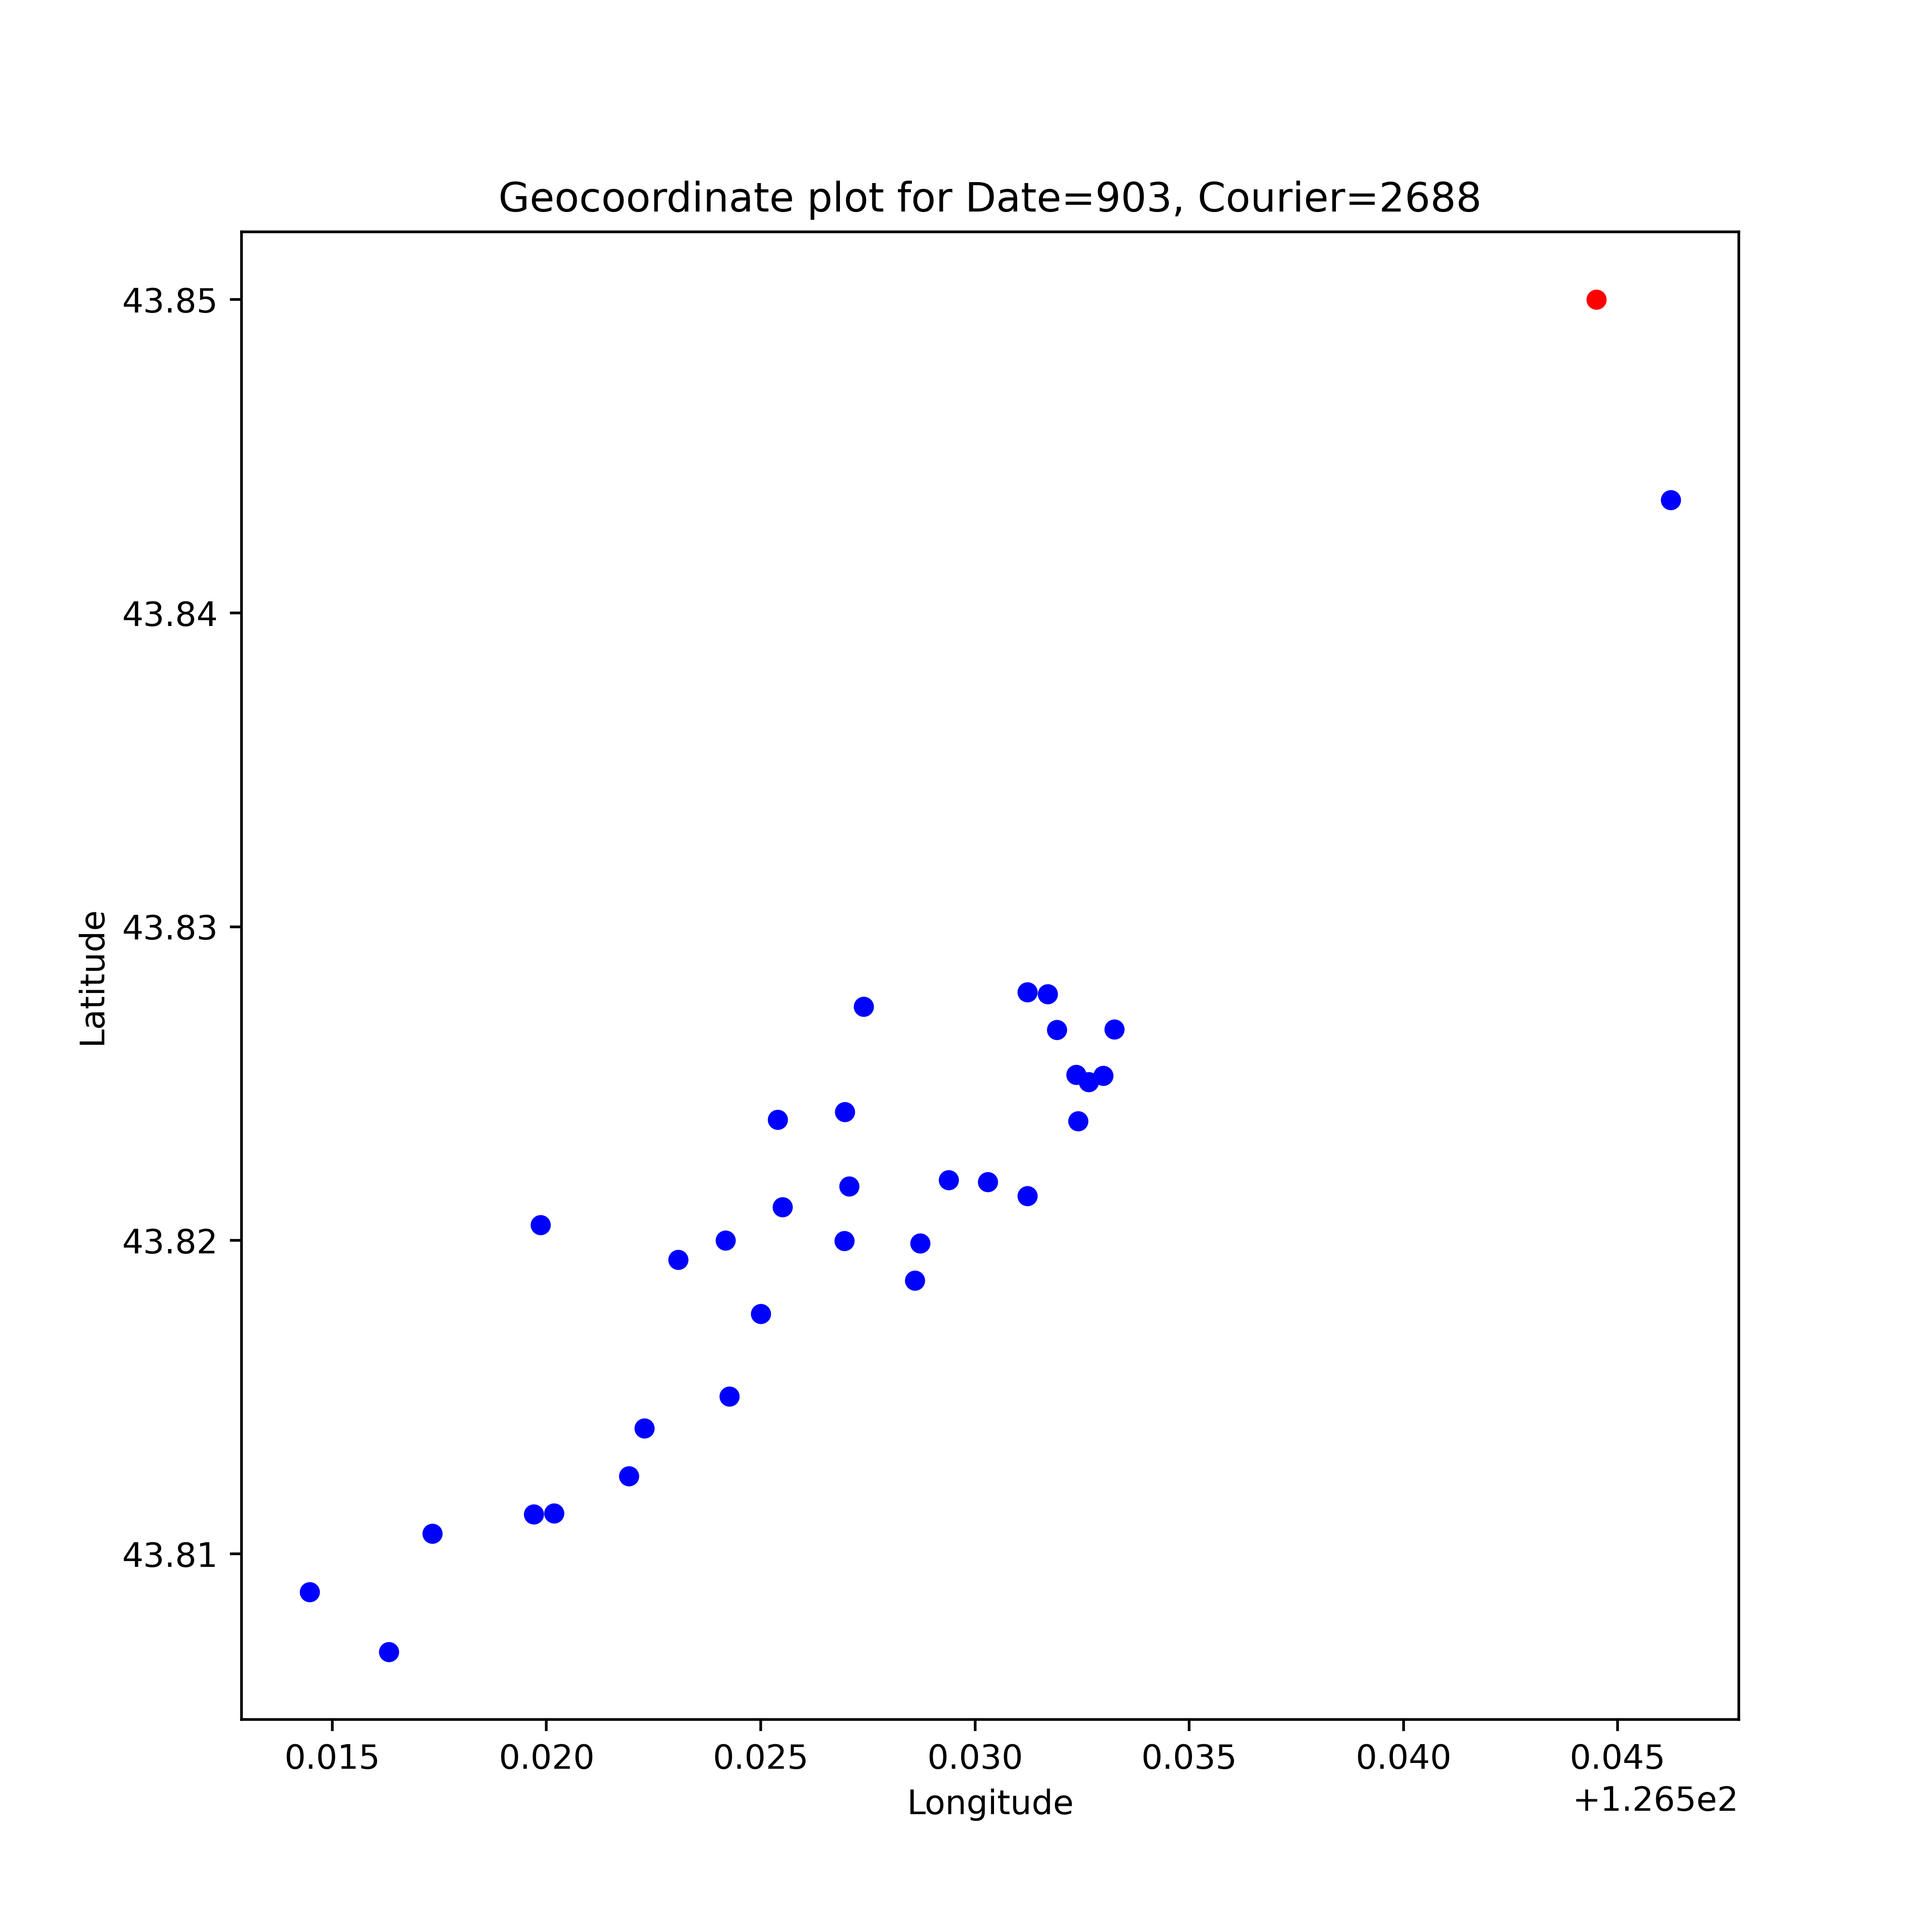 Geocoordinate plot for Date=903, Courier=2688
43.85
43.84
43.83
43.82
43.81
Latitude
0.015 0.020 0.025 0.030 0.035 0.040 0.045
+1.265e2
Longitude